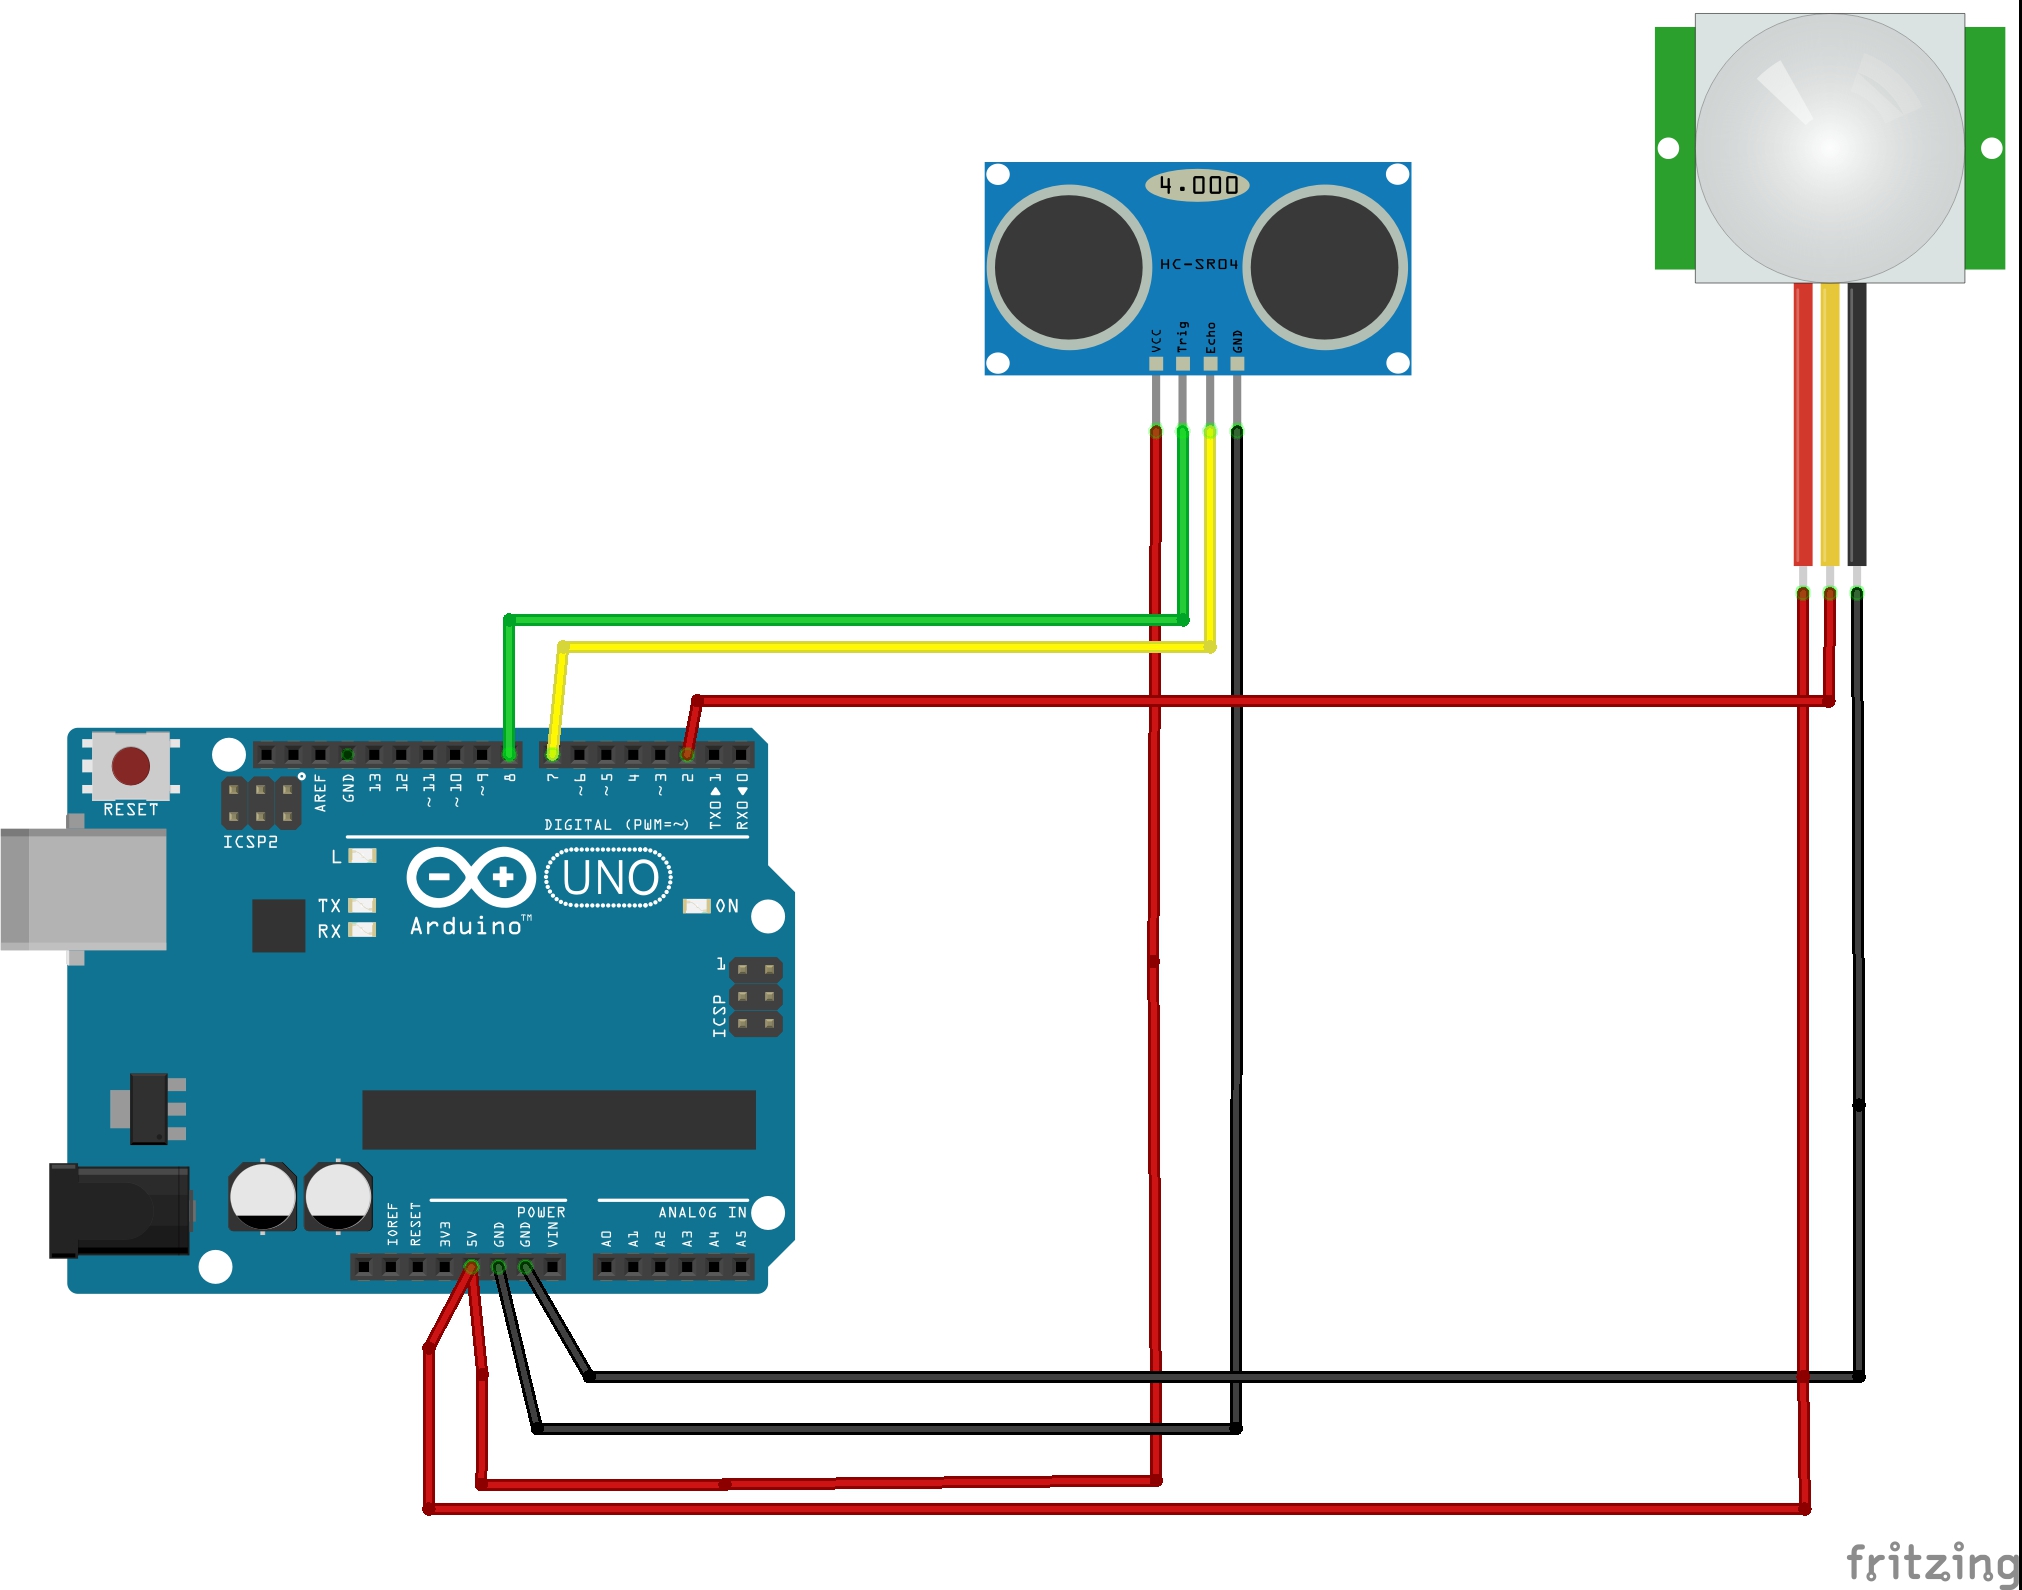 4.000
HC-SR04
VCC
Trig
Echo
GND
RESET
ICSP2
AREF
GND
13
12
~11
~10
~9
8
7
~6
~5
4
~3
2
TX0▶1
RX0◀0
DIGITAL (PWM=~)
L
TX
RX
UNO
Arduino™
ON
1
ICSP
POWER
ANALOG IN
IOREF
RESET
3V3
5V
GND
GND
VIN
A0
A1
A2
A3
A4
A5
fritzing